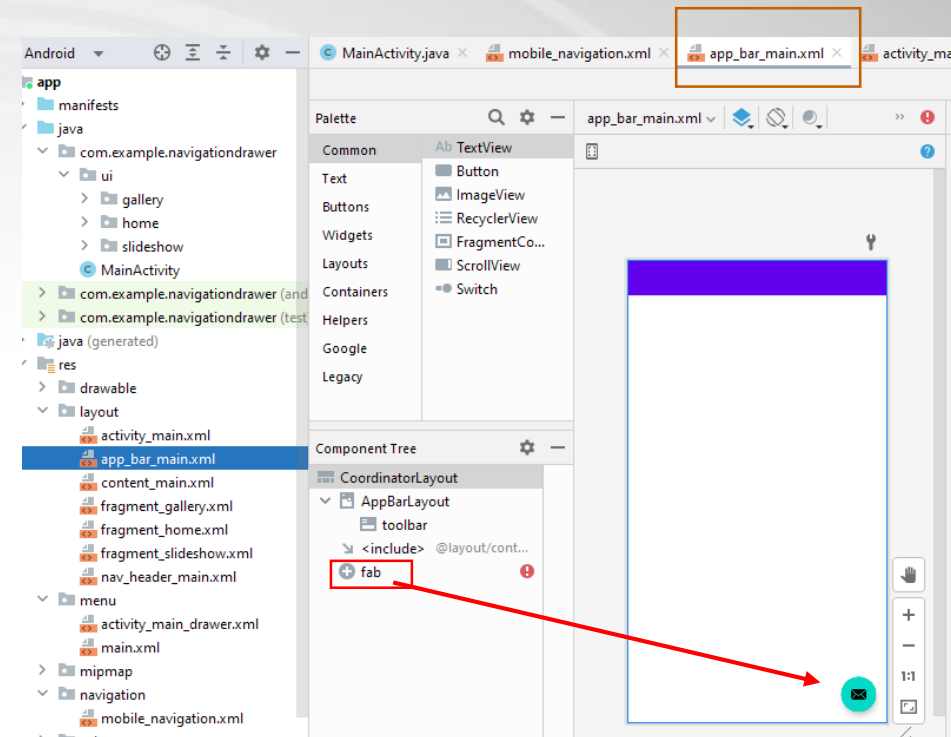 Android
MainActivity.java
mobile_navigation.xml
app_bar_main.xml
activity_ma
app
manifests
java
com.example.navigationdrawer
ui
gallery
home
slideshow
MainActivity
com.example.navigationdrawer (and
com.example.navigationdrawer (test
java (generated)
res
drawable
layout
activity_main.xml
app_bar_main.xml
content_main.xml
fragment_gallery.xml
fragment_home.xml
fragment_slideshow.xml
nav_header_main.xml
menu
activity_main_drawer.xml
main.xml
mipmap
navigation
mobile_navigation.xml
Palette
Common
Text
Buttons
Widgets
Layouts
Containers
Helpers
Google
Legacy
Ab TextView
Button
ImageView
RecyclerView
FragmentCo...
ScrollView
Switch
Component Tree
CoordinatorLayout
AppBarLayout
toolbar
<include> @layout/cont...
fab
app_bar_main.xml
1:1